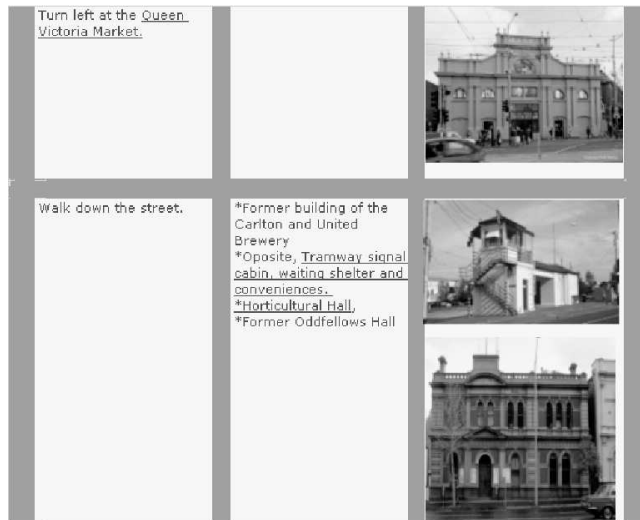 Turn left at the Queen
Victoria Market.
Walk down the street.
*Former building of the
Carlton and United
Brewery
*Oposite, Tramway signal
cabin, waiting shelter and
conveniences.
*Horticultural Hall,
*Former Oddfellows Hall